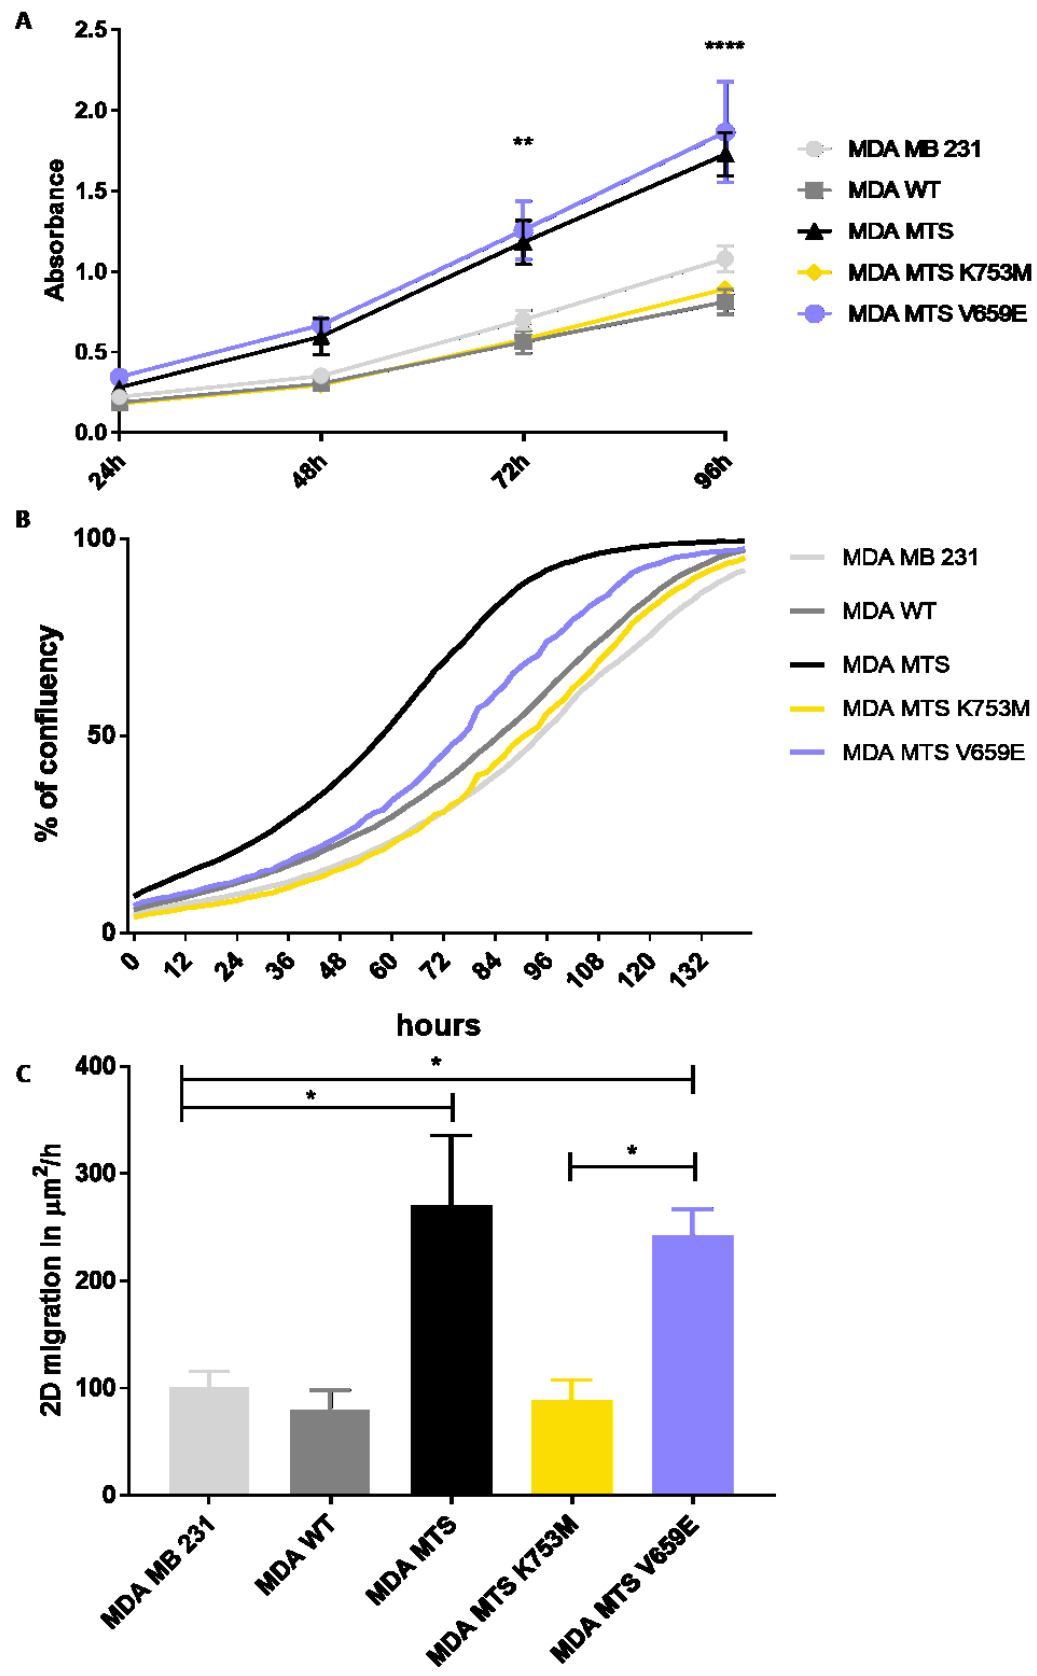 A
2.5
2.0
1.5
1.0
0.5
0.0
Absorbance
**
****
24h
48h
72h
96h
MDA MB 231
MDA WT
MDA MTS
MDA MTS K753M
MDA MTS V659E
B
100
50
0
% of confluency
0
12
24
36
48
60
72
84
96
108
120
132
hours
MDA MB 231
MDA WT
MDA MTS
MDA MTS K753M
MDA MTS V659E
C
400
300
200
100
0
2D migration in µm²/h
*
*
*
MDA MB 231
MDA WT
MDA MTS
MDA MTS K753M
MDA MTS V659E